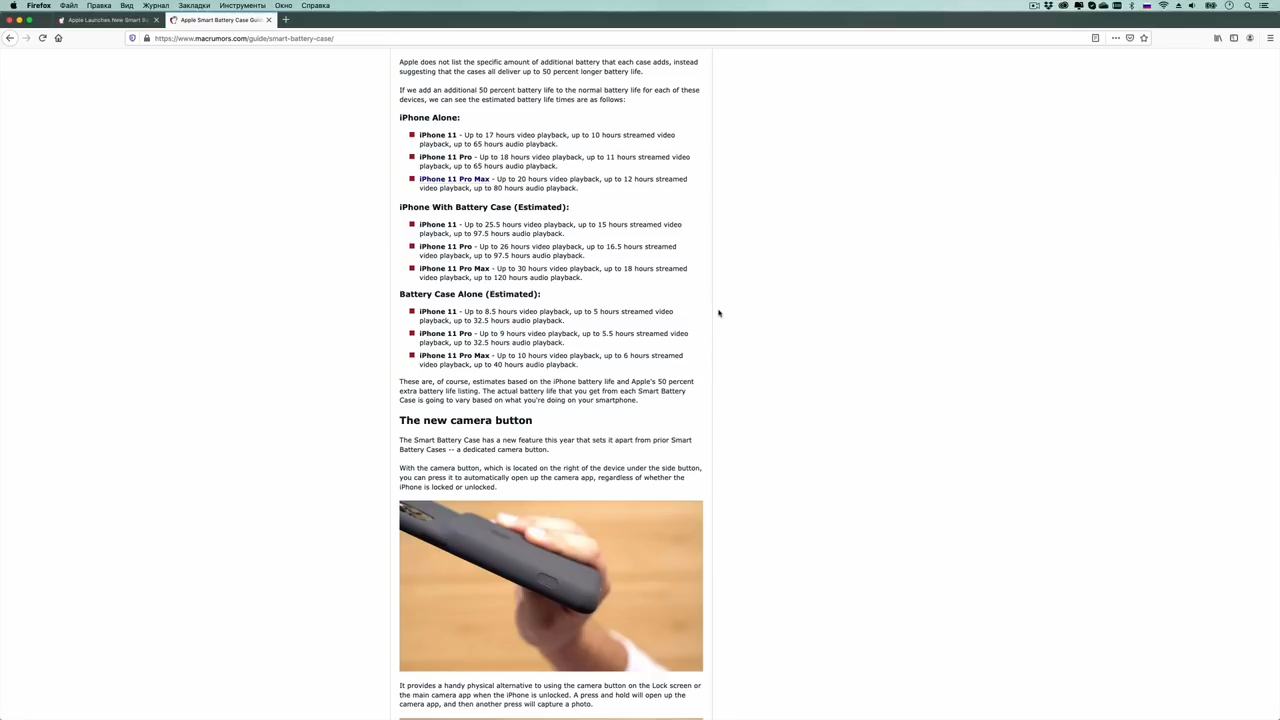 Firefox Файл Правка Вид Журнал Закладки Инструменты Окно Справка
Apple Launches New Smart Ba
Apple Smart Battery Case Guid
https://www.macrumors.com/guide/smart-battery-case/
Apple does not list the specific amount of additional battery that each case adds, instead
suggesting that the cases all deliver up to 50 percent longer battery life.
If we add an additional 50 percent battery life to the normal battery life for each of these
devices, we can see the estimated battery life times are as follows:
iPhone Alone:
iPhone 11 - Up to 17 hours video playback, up to 10 hours streamed video
playback, up to 65 hours audio playback.
iPhone 11 Pro - Up to 18 hours video playback, up to 11 hours streamed video
playback, up to 65 hours audio playback.
iPhone 11 Pro Max - Up to 20 hours video playback, up to 12 hours streamed
video playback, up to 80 hours audio playback.
iPhone With Battery Case (Estimated):
iPhone 11 - Up to 25.5 hours video playback, up to 15 hours streamed video
playback, up to 97.5 hours audio playback.
iPhone 11 Pro - Up to 26 hours video playback, up to 16.5 hours streamed
video playback, up to 97.5 hours audio playback.
iPhone 11 Pro Max - Up to 30 hours video playback, up to 18 hours streamed
video playback, up to 120 hours audio playback.
Battery Case Alone (Estimated):
iPhone 11 - Up to 8.5 hours video playback, up to 5 hours streamed video
playback, up to 32.5 hours audio playback.
iPhone 11 Pro - Up to 9 hours video playback, up to 5.5 hours streamed video
playback, up to 32.5 hours audio playback.
iPhone 11 Pro Max - Up to 10 hours video playback, up to 6 hours streamed
video playback, up to 40 hours audio playback.
These are, of course, estimates based on the iPhone battery life and Apple's 50 percent
extra battery life listing. The actual battery life that you get from each Smart Battery
Case is going to vary based on what you're doing on your smartphone.
The new camera button
The Smart Battery Case has a new feature this year that sets it apart from prior Smart
Battery Cases -- a dedicated camera button.
With the camera button, which is located on the right of the device under the side button,
you can press it to automatically open up the camera app, regardless of whether the
iPhone is locked or unlocked.
It provides a handy physical alternative to using the camera button on the Lock screen or
the main camera app when the iPhone is unlocked. A press and hold will open up the
camera app, and then another press will capture a photo.